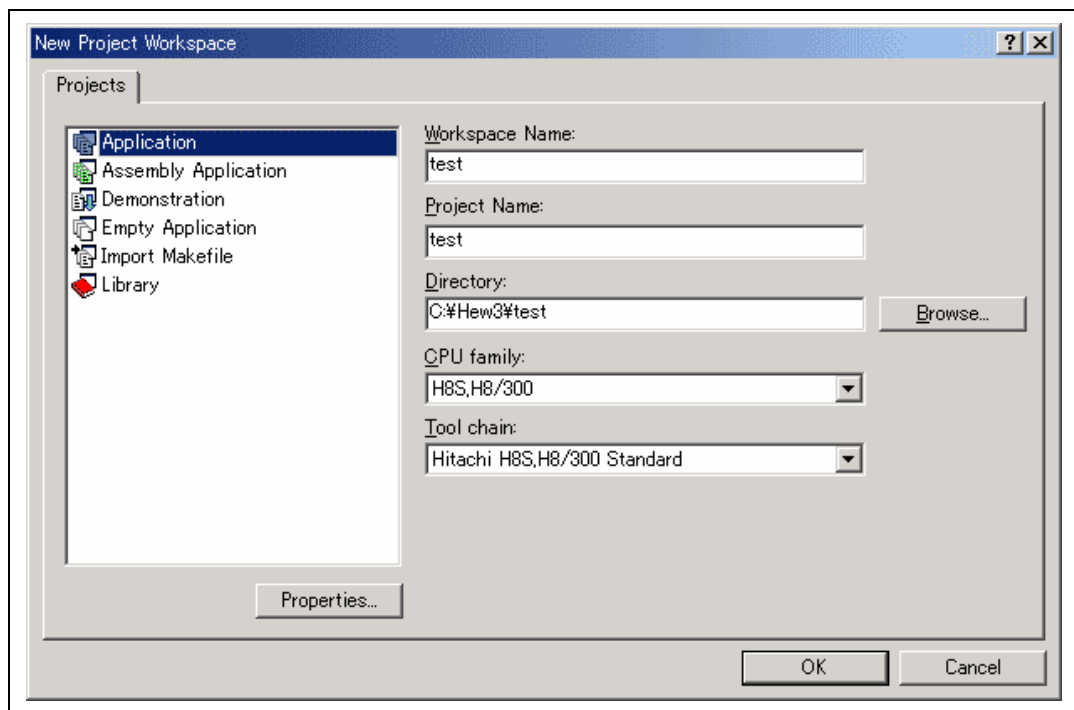 New Project Workspace
Projects
Application
Assembly Application
Demonstration
Empty Application
Import Makefile
Library
Properties...
Workspace Name:
test
Project Name:
test
Directory:
C:¥Hew3¥test
Browse...
CPU family:
H8S,H8/300
Tool chain:
Hitachi H8S,H8/300 Standard
OK
Cancel